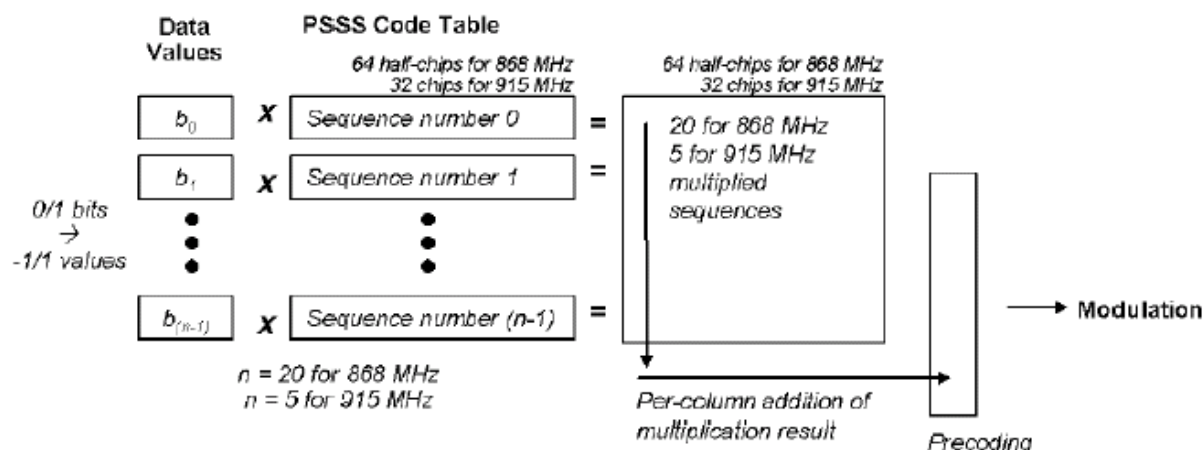 Data
Values
PSSS Code Table
64 half-chips for 868 MHz
32 chips for 915 MHz
64 half-chips for 868 MHz
32 chips for 915 MHz
b0 x Sequence number 0 =
20 for 868 MHz
5 for 915 MHz
multiplied
sequences
b1 x Sequence number 1 =
0/1 bits
→
-1/1 values
b(n-1) x Sequence number (n-1) =
Modulation
n = 20 for 868 MHz
n = 5 for 915 MHz
Per-column addition of
multiplication result
Precoding